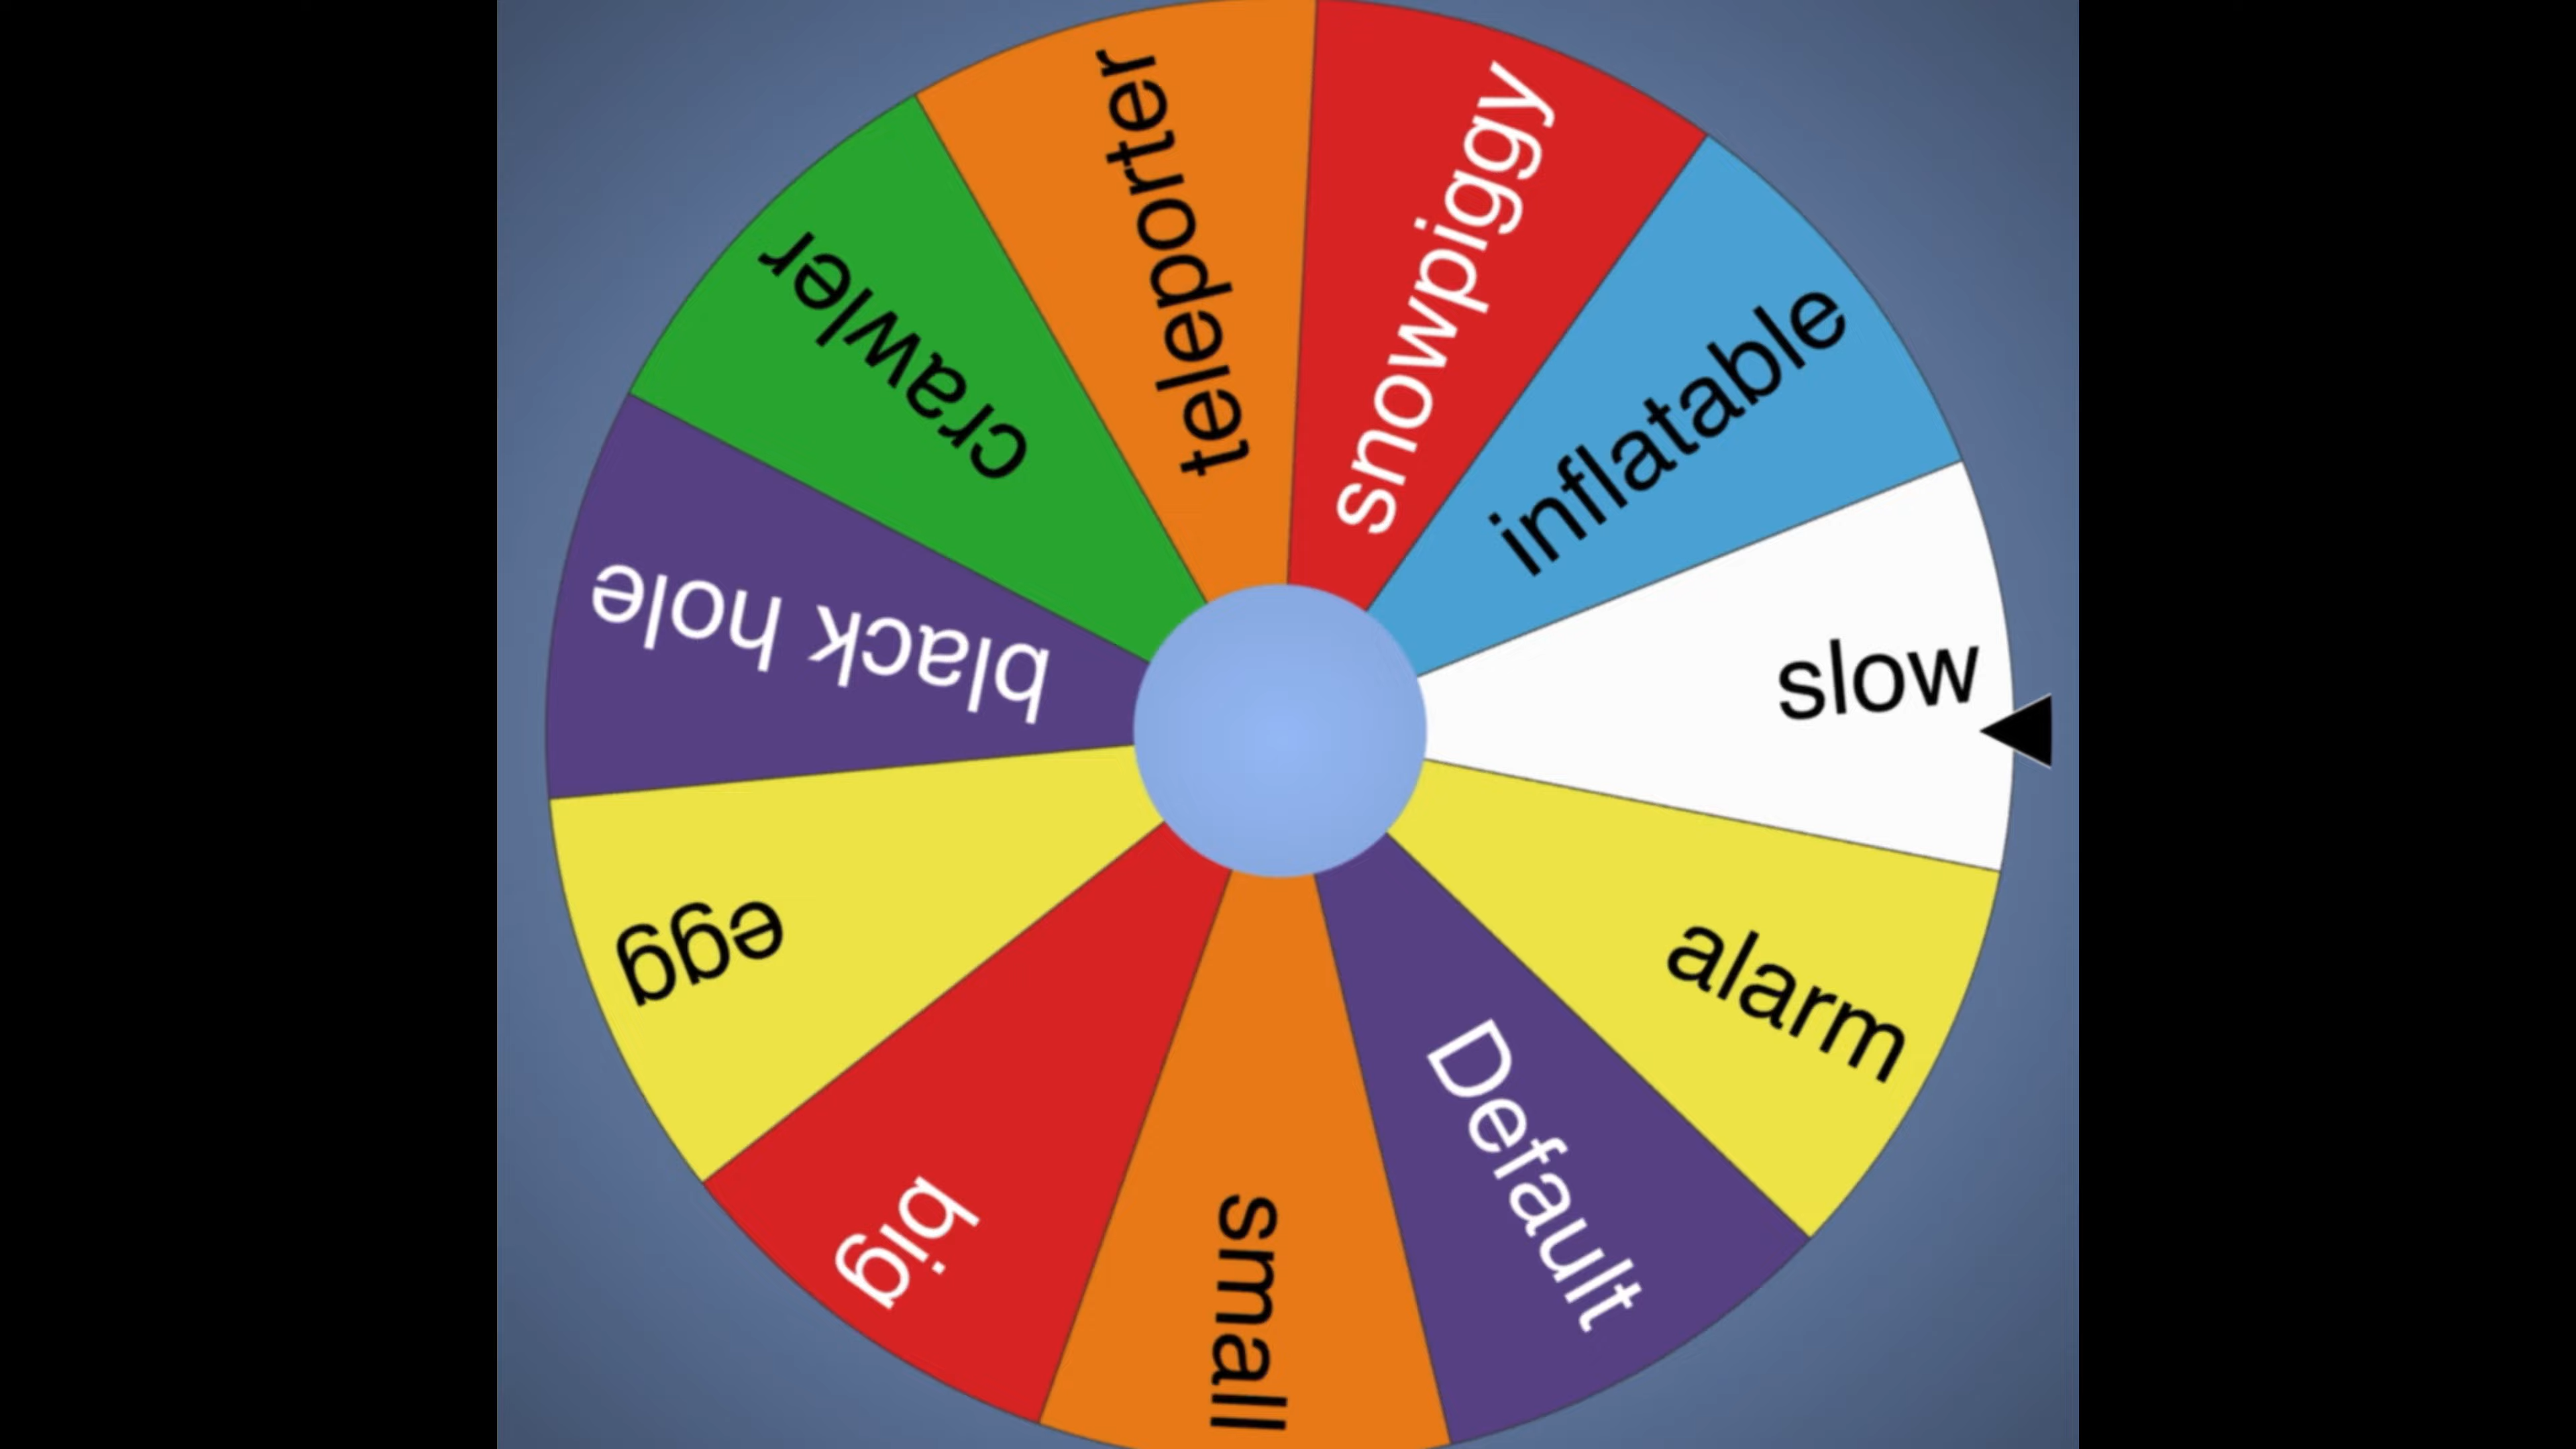 teleporter
snowpiggy
inflatable
slow
alarm
Default
small
big
egg
black hole
crawler